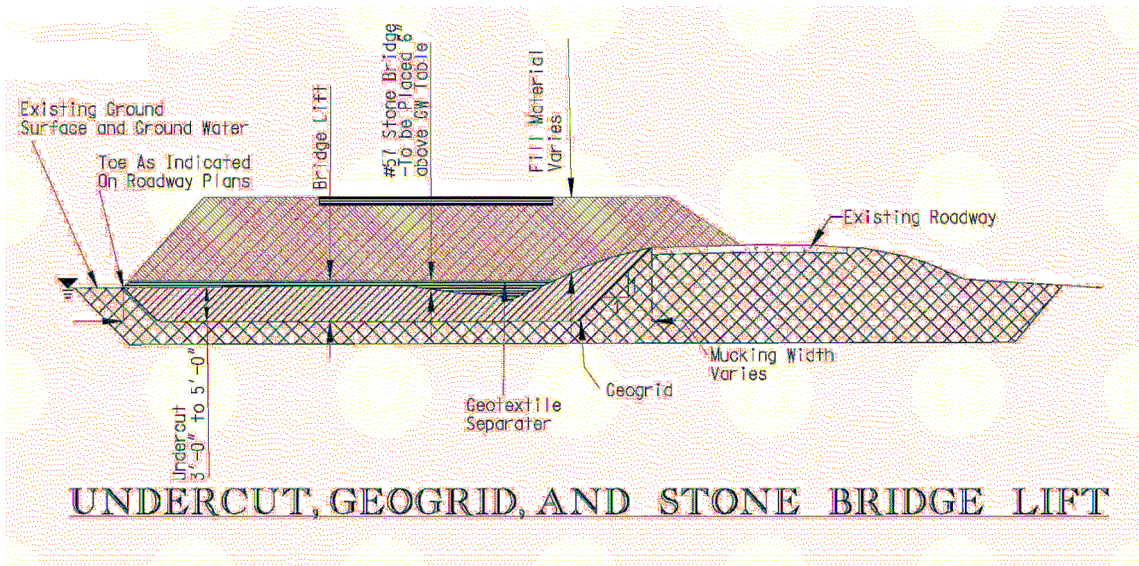 Existing Ground
Surface and Ground Water
Toe As Indicated
On Roadway Plans
Bridge Lift
#57 Stone Bridge
-To be Placed 6"
above GW Table
Fill Material
Varies
Existing Roadway
Mucking Width
Varies
Geogrid
Geotextile
Separater
Undercut
3'-0" to 5'-0"
UNDERCUT, GEOGRID, AND STONE BRIDGE LIFT